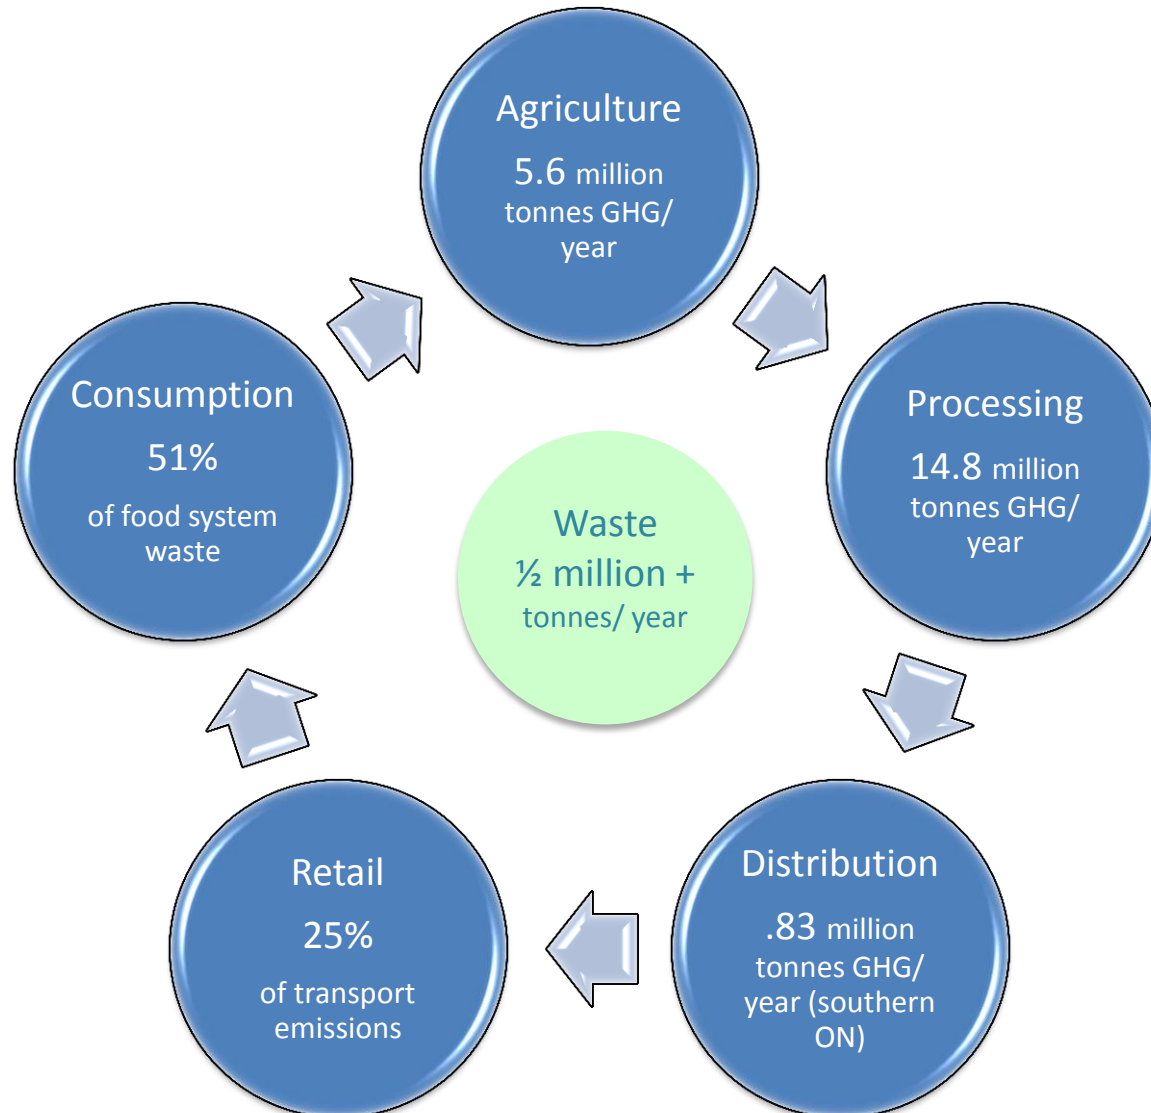 Agriculture
5.6 million
tonnes GHG/
year
Processing
14.8 million
tonnes GHG/
year
Distribution
.83 million
tonnes GHG/
year (southern
ON)
Retail
25%
of transport
emissions
Consumption
51%
of food system
waste
Waste
½ million +
tonnes/ year